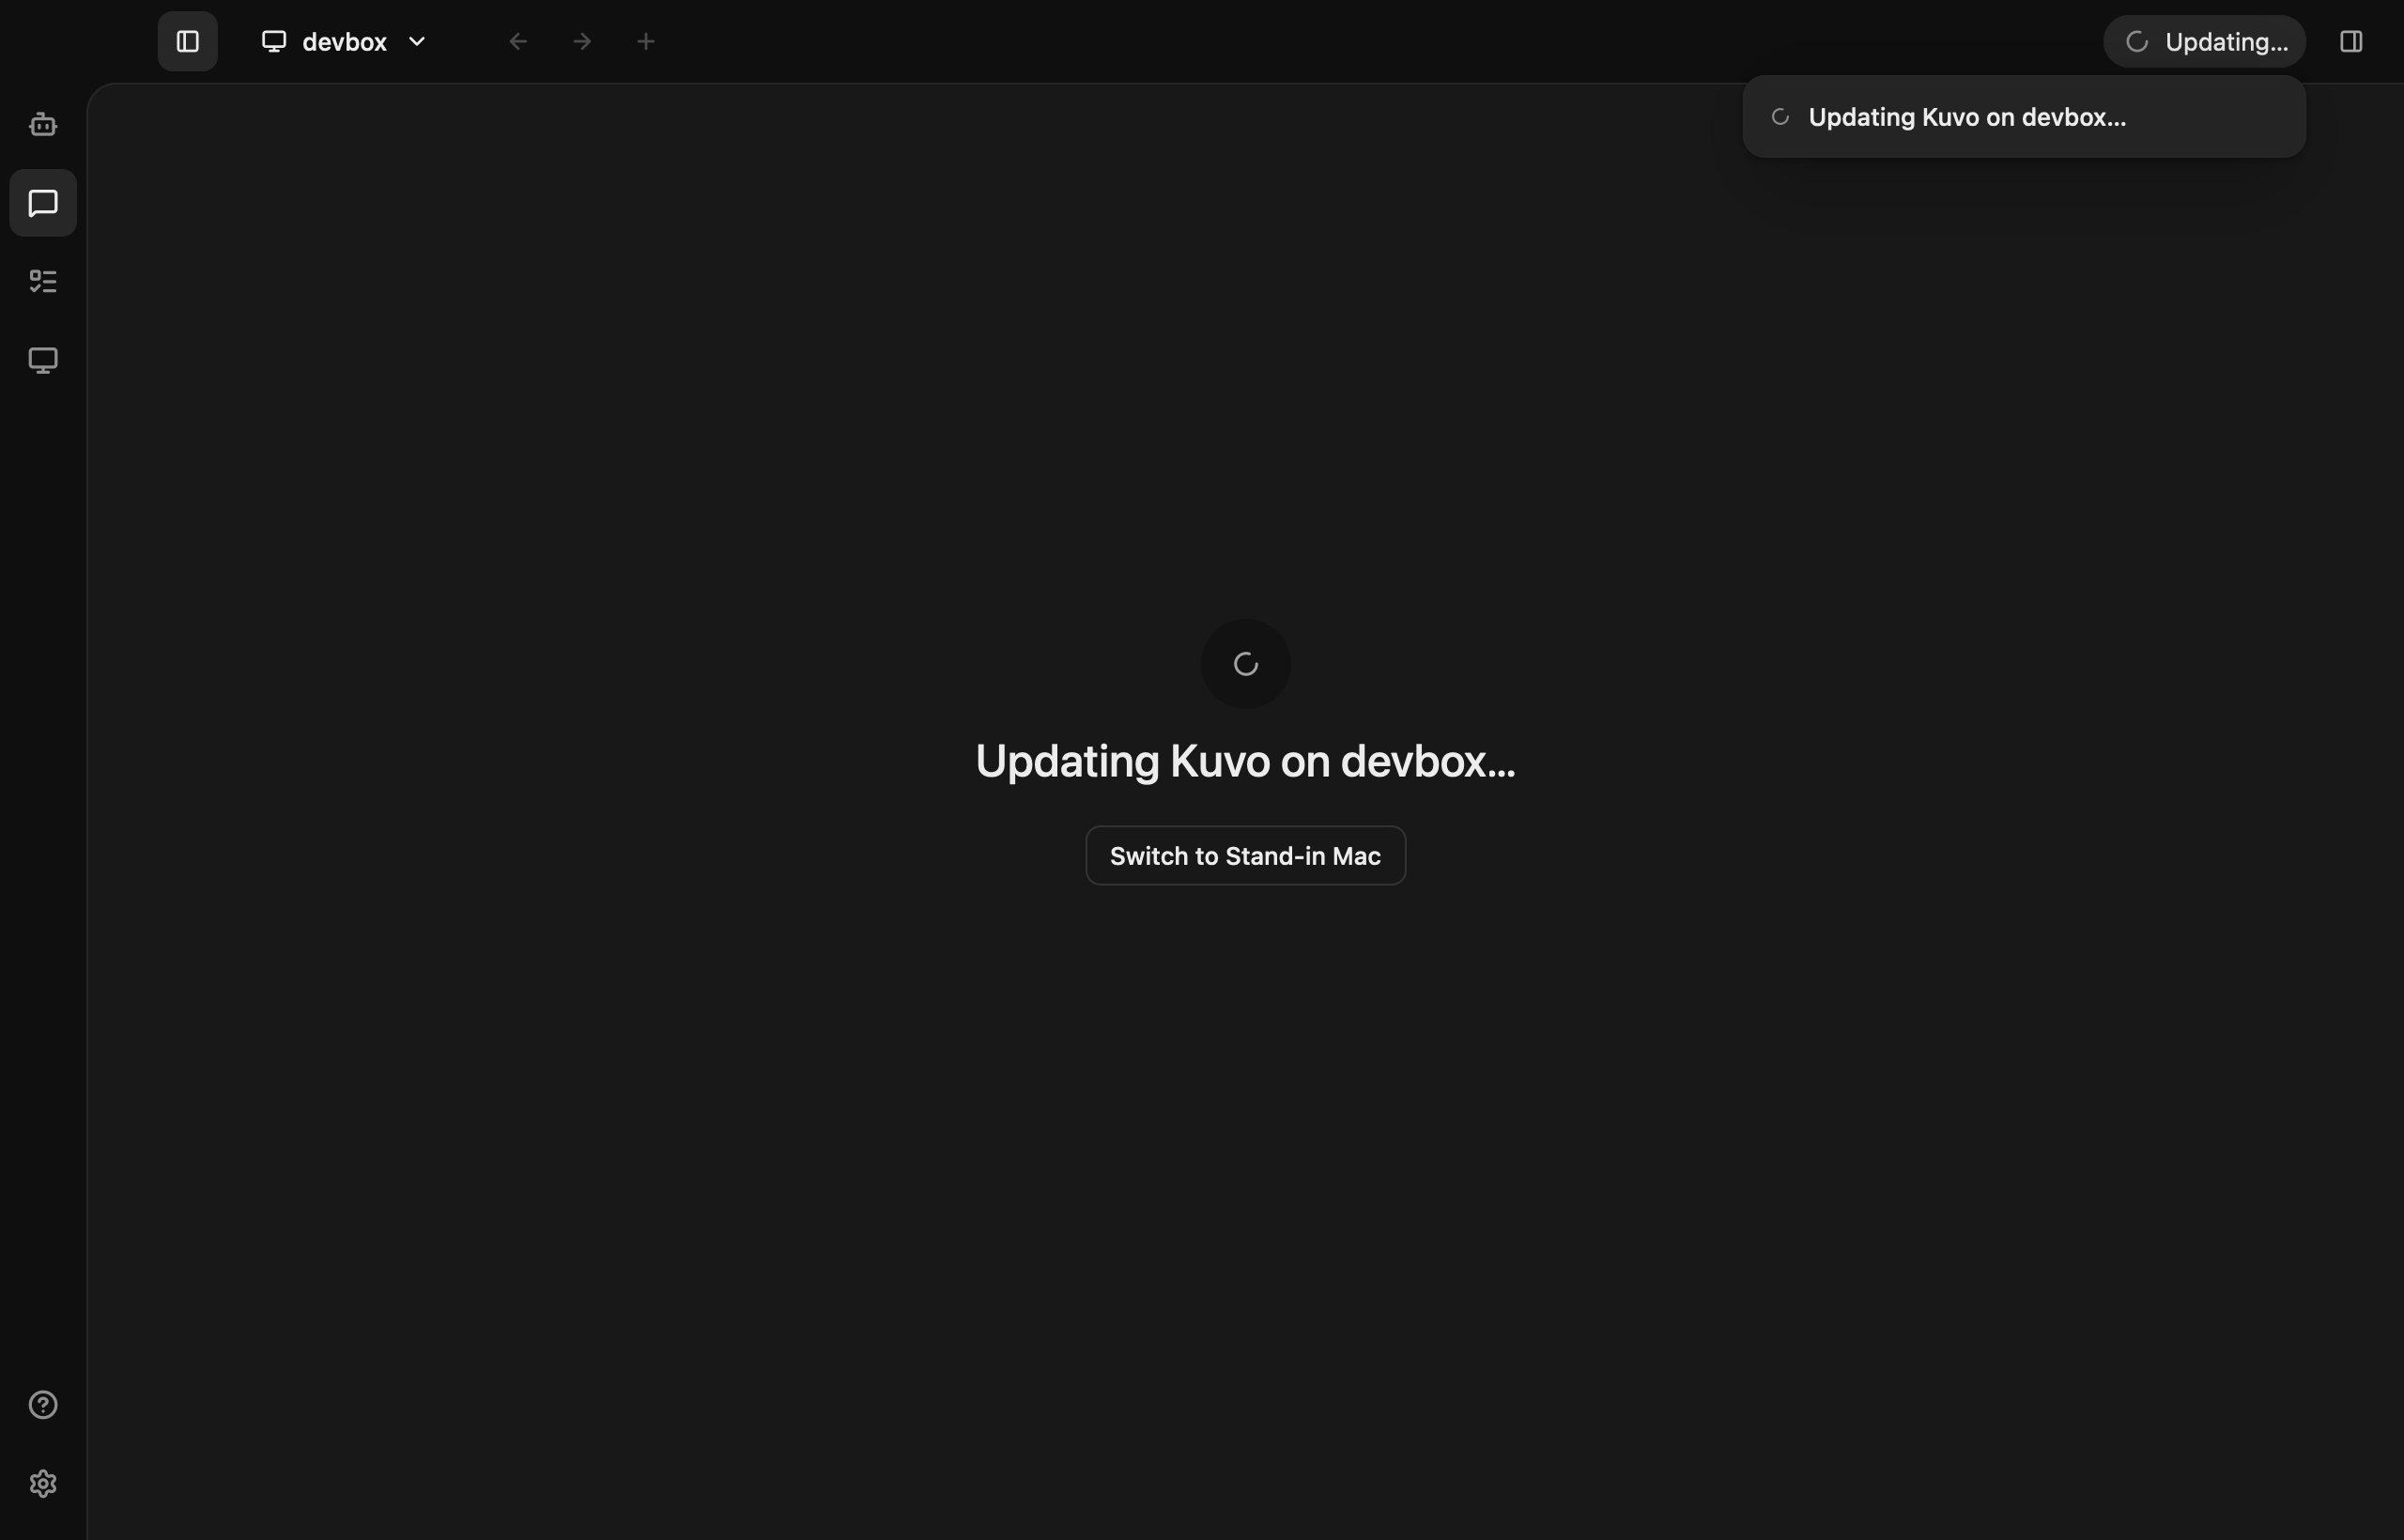 devbox
Updating...
Updating Kuvo on devbox...
Updating Kuvo on devbox...
Switch to Stand-in Mac